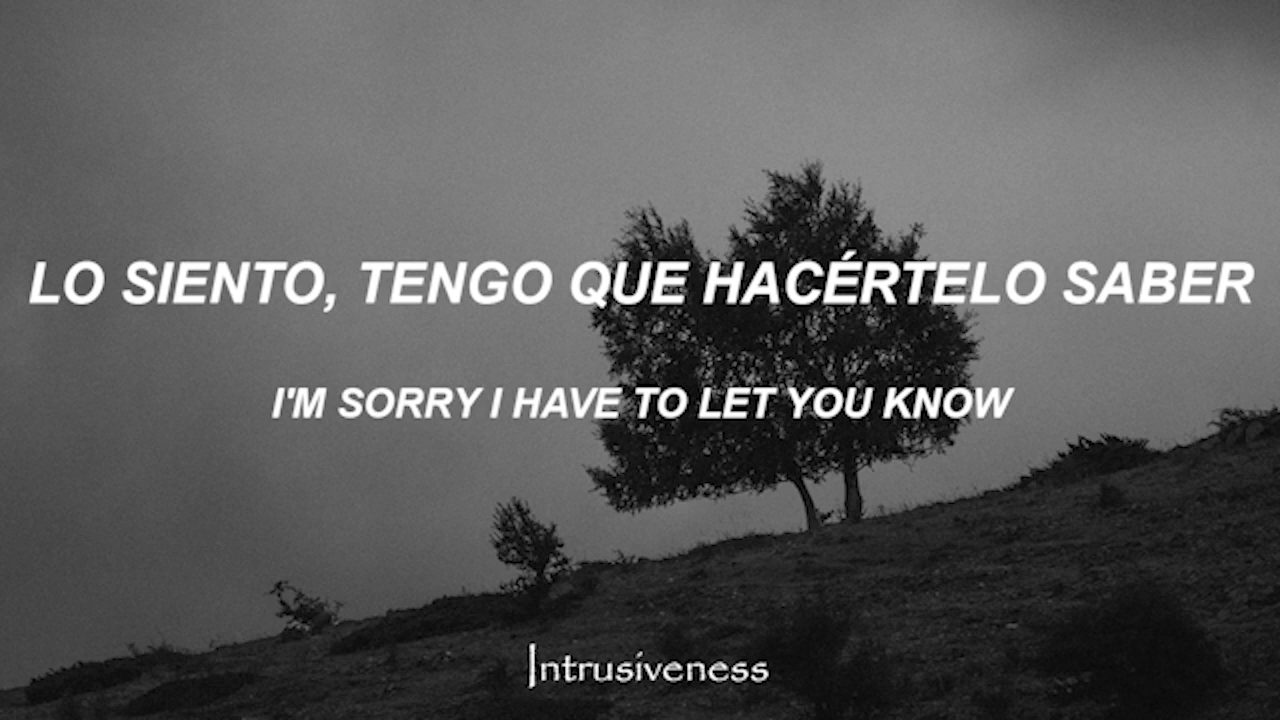 LO SIENTO, TENGO QUE HACÉRTELO SABER
I'M SORRY I HAVE TO LET YOU KNOW
Intrusiveness